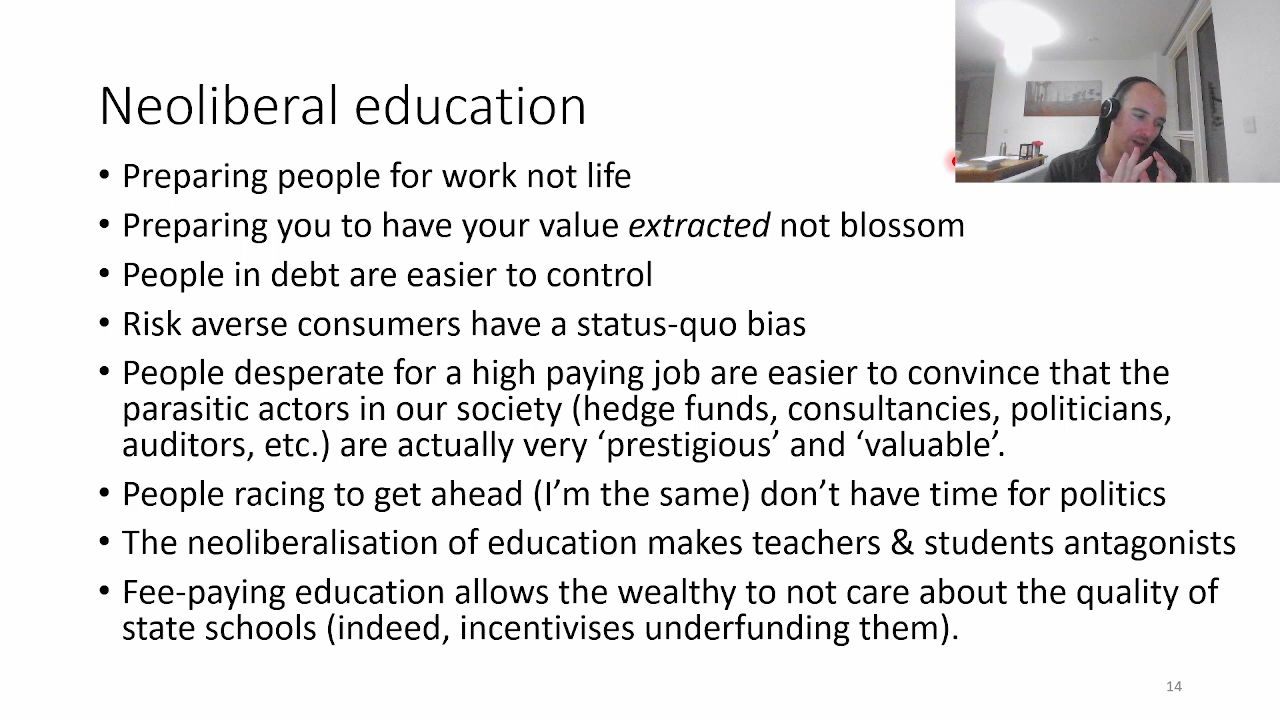 Neoliberal education
• Preparing people for work not life
• Preparing you to have your value extracted not blossom
• People in debt are easier to control
• Risk averse consumers have a status-quo bias
• People desperate for a high paying job are easier to convince that the
parasitic actors in our society (hedge funds, consultancies, politicians,
auditors, etc.) are actually very ‘prestigious’ and ‘valuable’.
• People racing to get ahead (I’m the same) don’t have time for politics
• The neoliberalisation of education makes teachers & students antagonists
• Fee-paying education allows the wealthy to not care about the quality of
state schools (indeed, incentivises underfunding them).
14